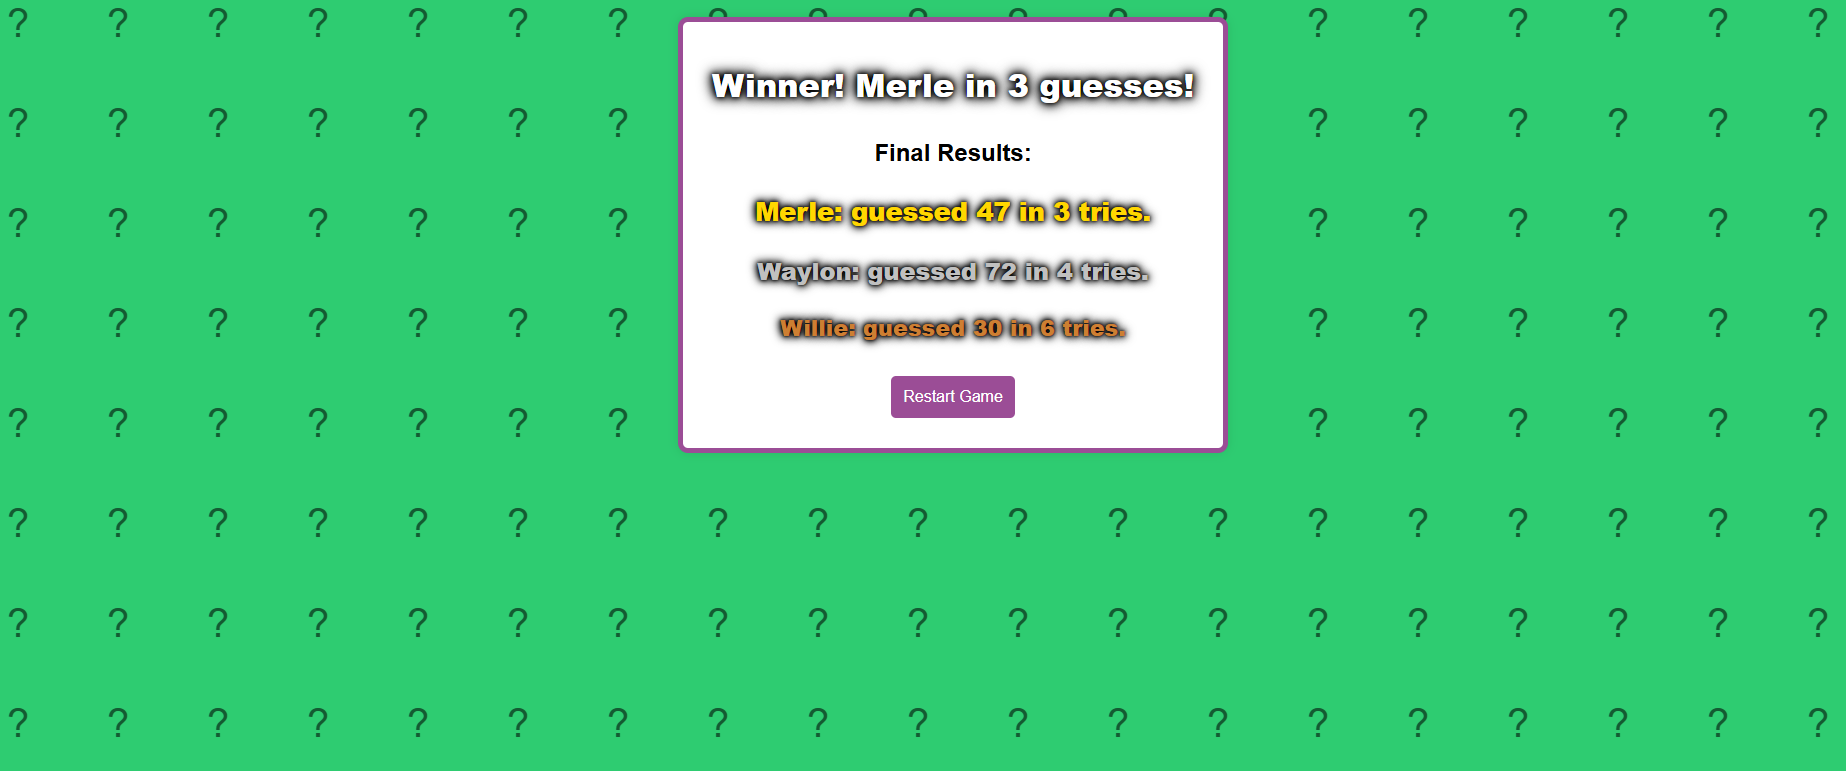 ? ? ? ? ? ? ? ? ? ? ? ? ?
? ? ? ? ? ? ? ? ? ? ? ? ?
Winner! Merle in 3 guesses!
Final Results:
? ? ? ? ? ? ? ? ? ? ? ? ?
Merle: guessed 47 in 3 tries.
Waylon: guessed 72 in 4 tries.
? ? ? ? ? ? ? ? ? ? ? ? ?
Willie: guessed 30 in 6 tries.
Restart Game
? ? ? ? ? ? ? ? ? ? ? ? ?
? ? ? ? ? ? ? ? ? ? ? ? ? ? ? ? ? ? ?
? ? ? ? ? ? ? ? ? ? ? ? ? ? ? ? ? ? ?
? ? ? ? ? ? ? ? ? ? ? ? ? ? ? ? ? ? ?